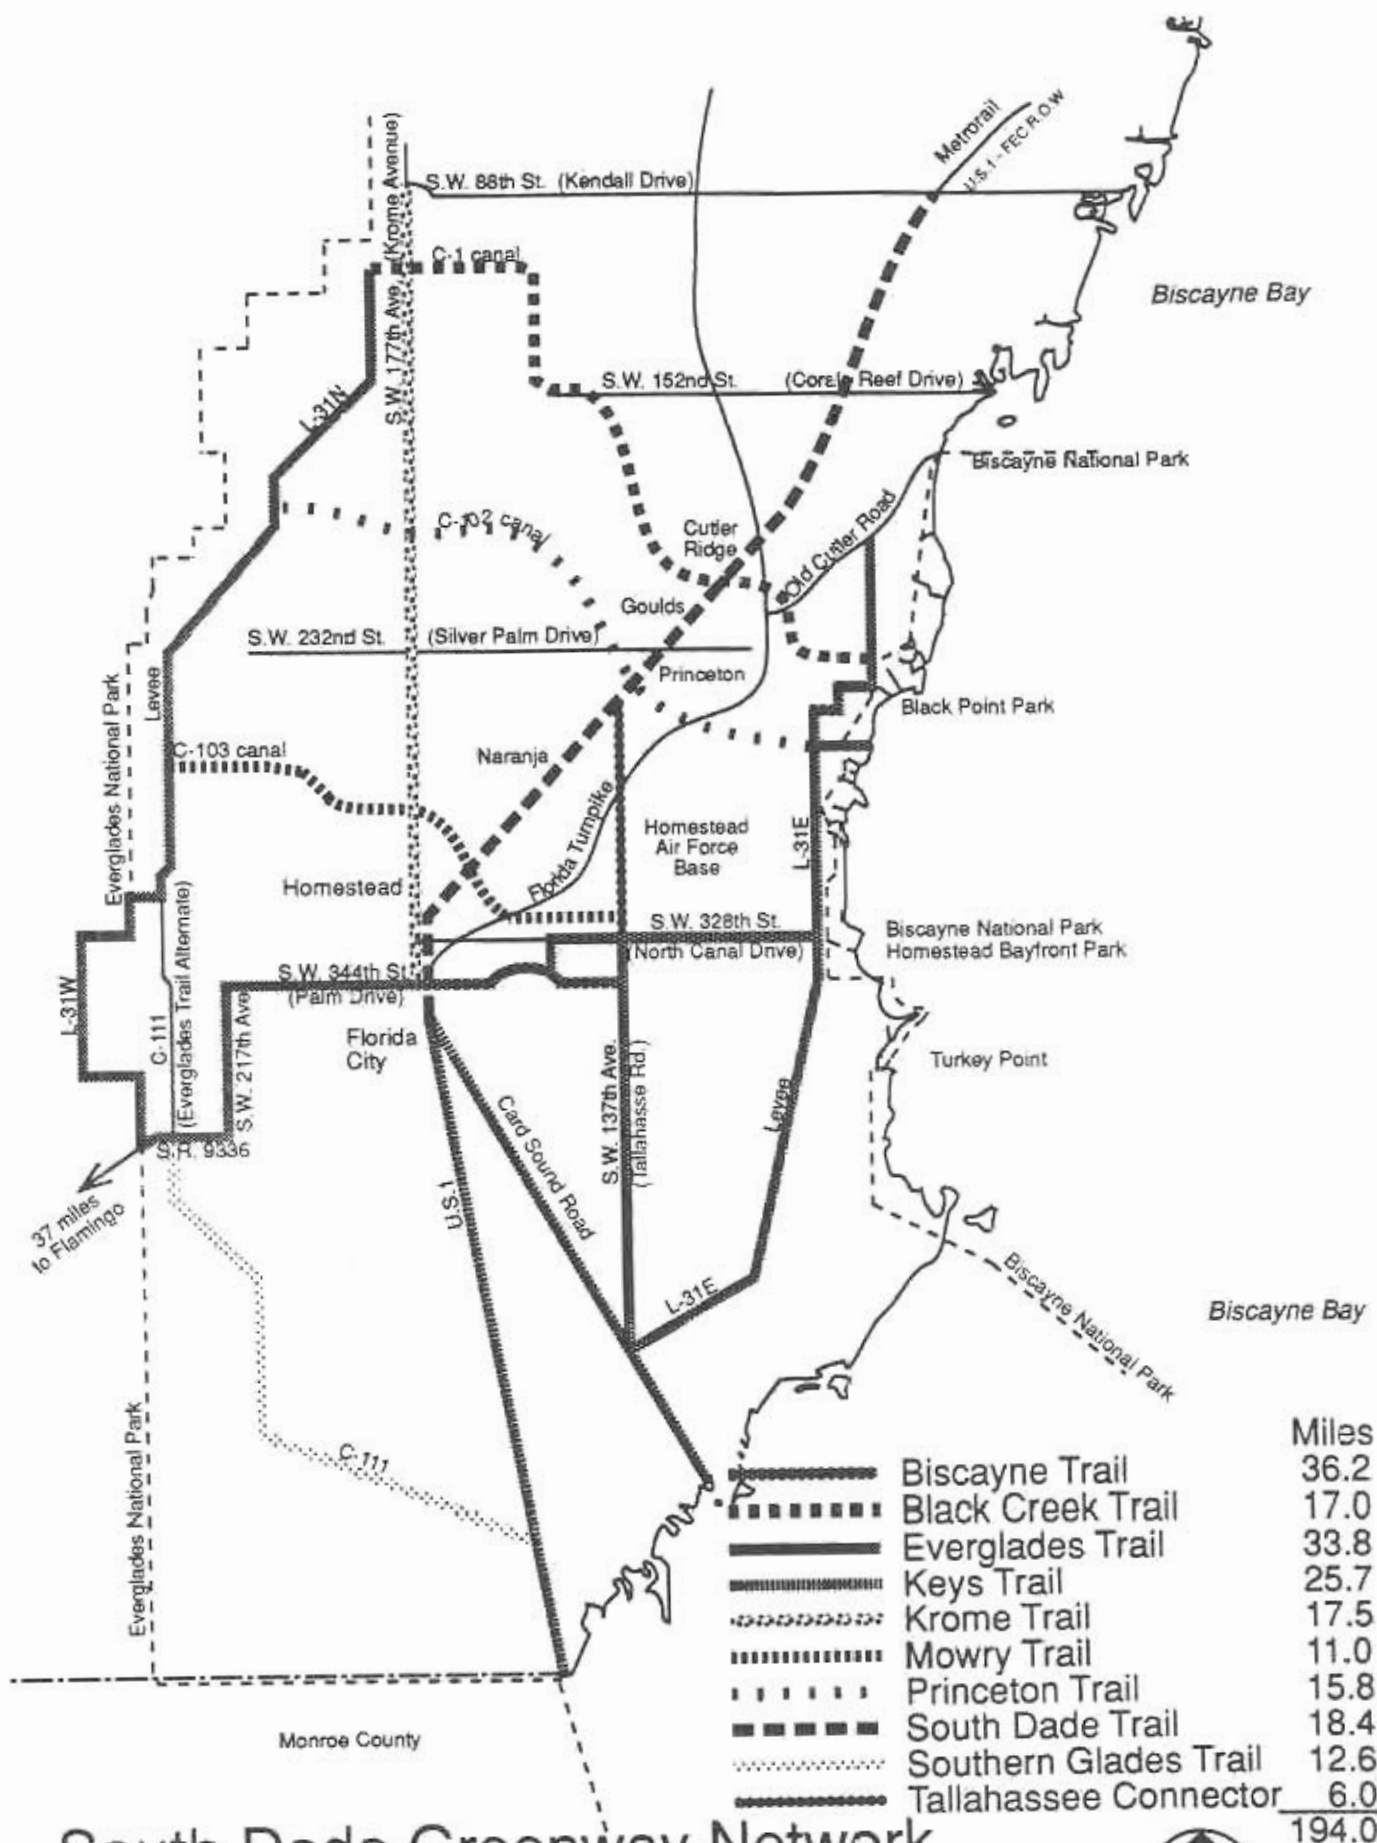 Metrorail
U.S.1 - FEC R.O.W
(Krome Avenue)
S.W. 177th Ave.
S.W. 88th St. (Kendall Drive)
C-1 canal
Biscayne Bay
L-31N
S.W. 152nd St. (Coral Reef Drive)
Biscayne National Park
C-102 canal
Cutler
Ridge
Old Cutler Road
Goulds
S.W. 232nd St. (Silver Palm Drive)
Princeton
Everglades National Park
Levee
Black Point Park
C-103 canal
Naranja
Florida Turnpike
Homestead
Air Force
Base
L-31E
Homestead
S.W. 328th St.
(North Canal Drive)
Biscayne National Park
Homestead Bayfront Park
L-31W
C-111
(Everglades Trail Alternate)
S.W. 217th Ave.
S.W. 344th St.
(Palm Drive)
Florida
City
S.W. 137th Ave.
(Tallahasse Rd.)
Turkey Point
Levee
Card Sound Road
S.R. 9336
37 miles
to Flamingo
U.S.1
L-31E
Biscayne National Park
Biscayne Bay
Everglades National Park
C-111
Miles
Biscayne Trail 36.2
Black Creek Trail 17.0
Everglades Trail 33.8
Keys Trail 25.7
Krome Trail 17.5
Mowry Trail 11.0
Princeton Trail 15.8
South Dade Trail 18.4
Southern Glades Trail 12.6
Tallahassee Connector 6.0
194.0
Monroe County
South Dade Greenway Network